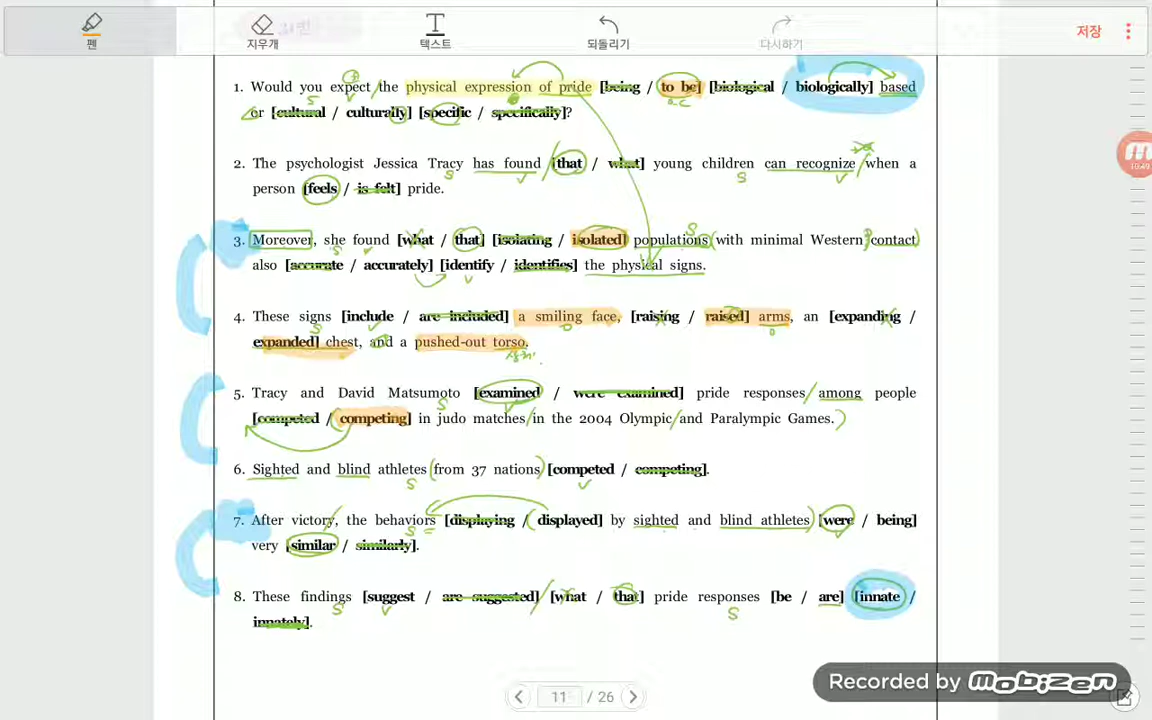 펜
지우개
텍스트
되돌리기
다시하기
저장
1. Would you expect the physical expression of pride [being / to be] [biological / biologically] based
or [cultural / culturally] [specific / specifically]?
2. The psychologist Jessica Tracy has found [that / what] young children can recognize when a
person [feels / is felt] pride.
3. Moreover, she found [what / that] [isolating / isolated] populations with minimal Western contact
also [accurate / accurately] [identify / identifies] the physical signs.
4. These signs [include / are included] a smiling face, [raising / raised] arms, an [expanding /
expanded] chest, and a pushed-out torso.
5. Tracy and David Matsumoto [examined / were examined] pride responses among people
[competed / competing] in judo matches in the 2004 Olympic and Paralympic Games.
6. Sighted and blind athletes from 37 nations [competed / competing].
7. After victory, the behaviors [displaying / displayed] by sighted and blind athletes [were / being]
very [similar / similarly].
8. These findings [suggest / are suggested] [what / that] pride responses [be / are] [innate /
innately].
11 / 26
Recorded by mobizen